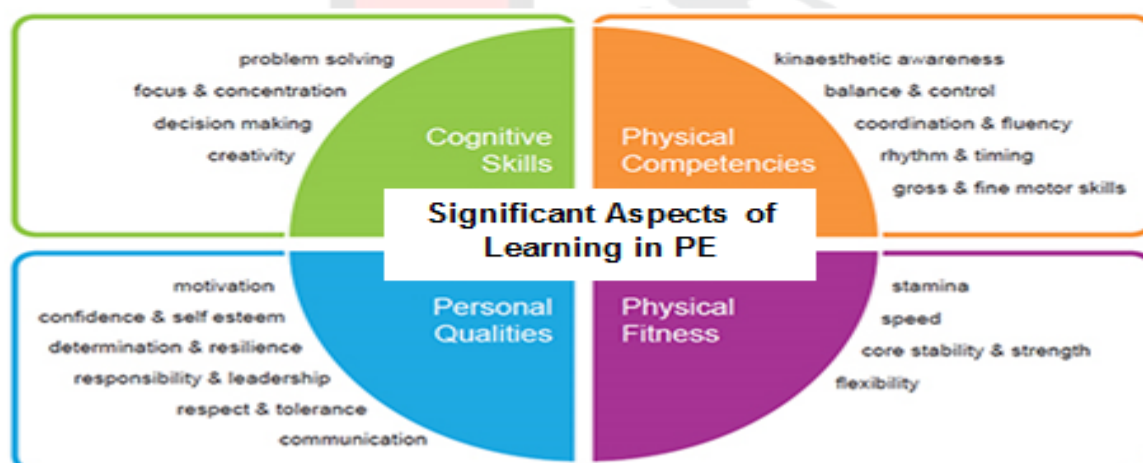 problem solving
focus & concentration
decision making
creativity
Cognitive
Skills
kinaesthetic awareness
balance & control
coordination & fluency
rhythm & timing
gross & fine motor skills
Physical
Competencies
Significant Aspects of
Learning in PE
motivation
confidence & self esteem
determination & resilience
responsibility & leadership
respect & tolerance
communication
Personal
Qualities
Physical
Fitness
stamina
speed
core stability & strength
flexibility